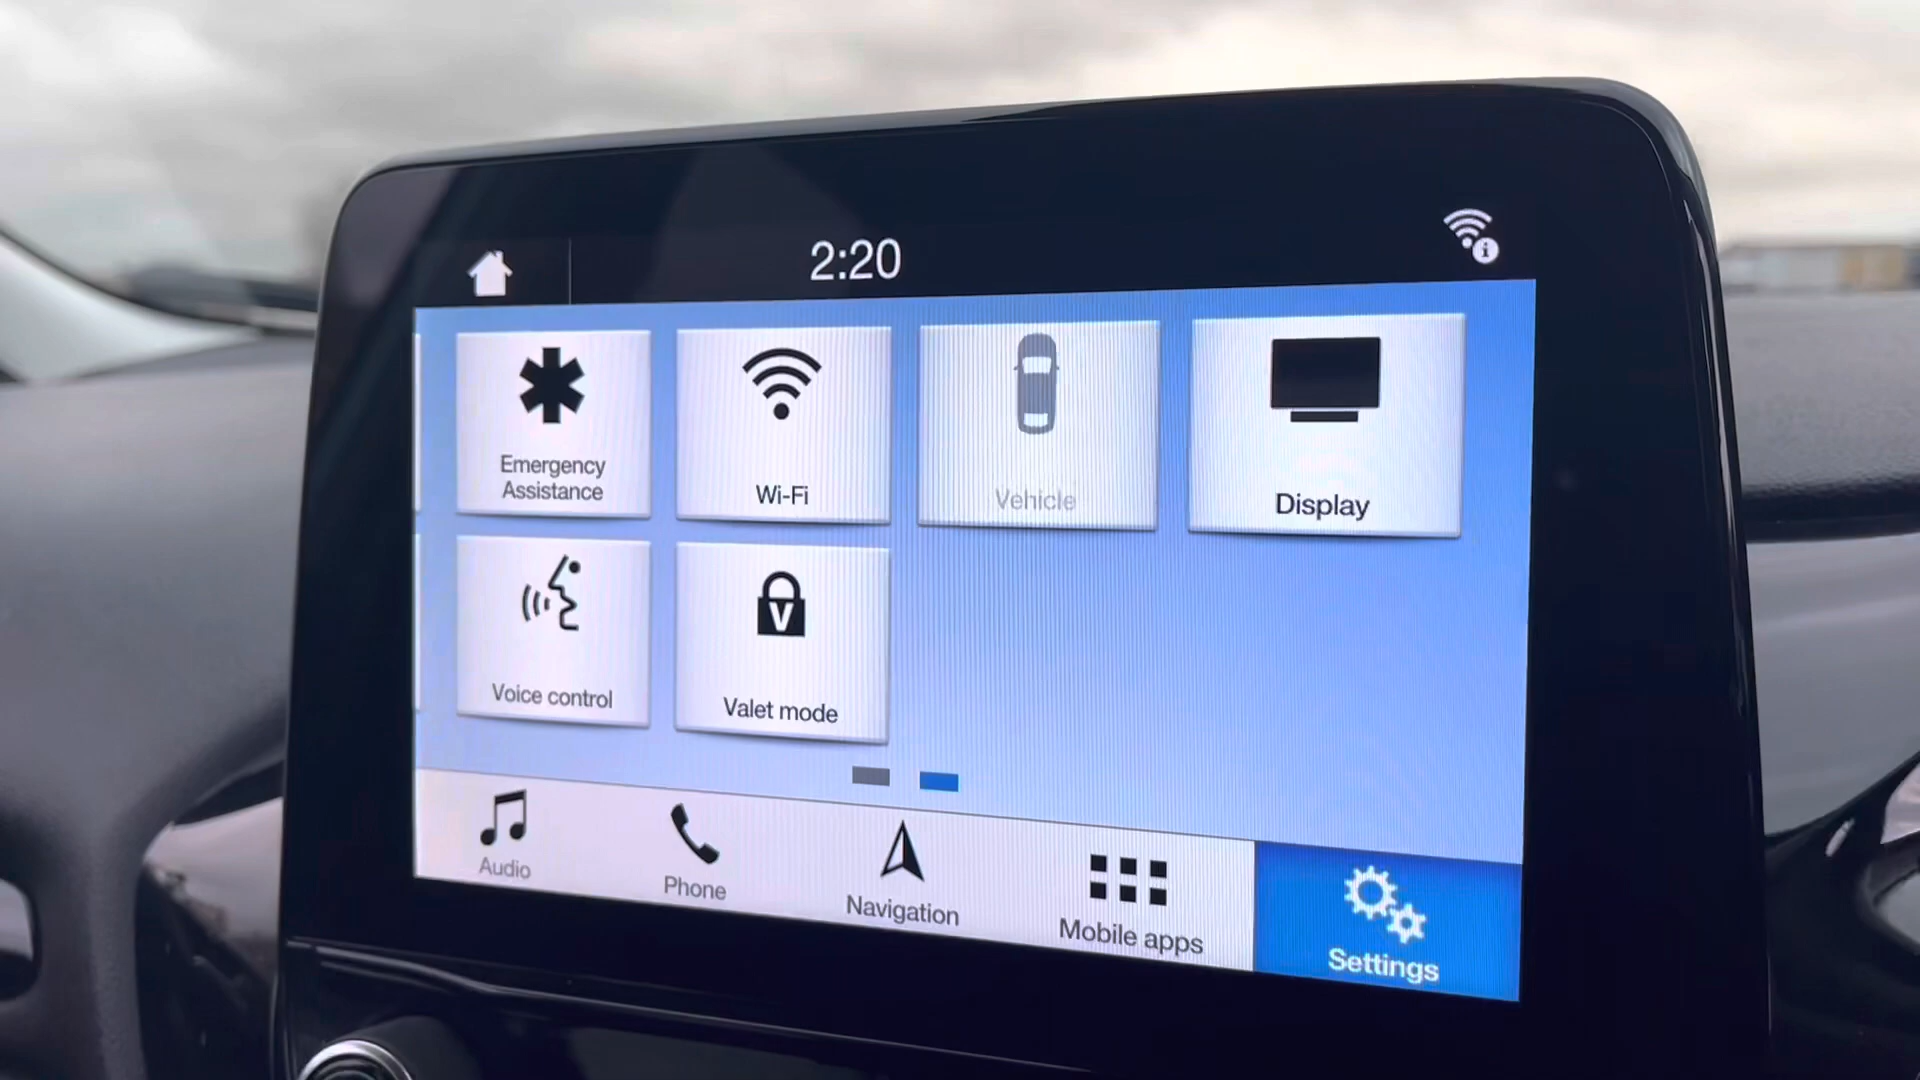 2:20
Emergency
Assistance
Wi-Fi
Vehicle
Display
Voice control
V
Valet mode
Audio
Phone
Navigation
Mobile apps
Settings